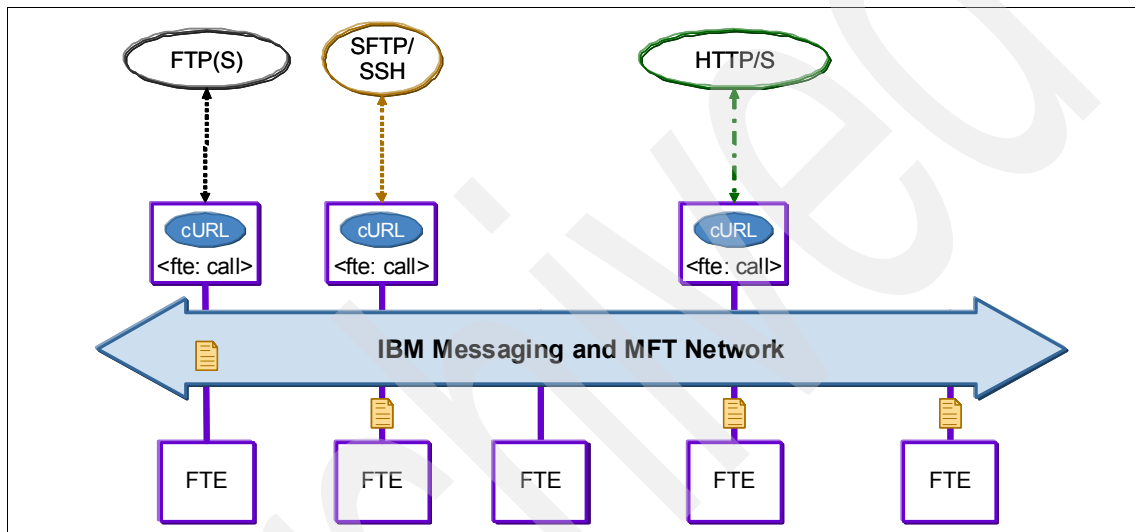 FTP(S)
SFTP/
SSH
HTTP/S
cURL
<fte: call>
cURL
<fte: call>
cURL
<fte: call>
IBM Messaging and MFT Network
FTE
FTE
FTE
FTE
FTE